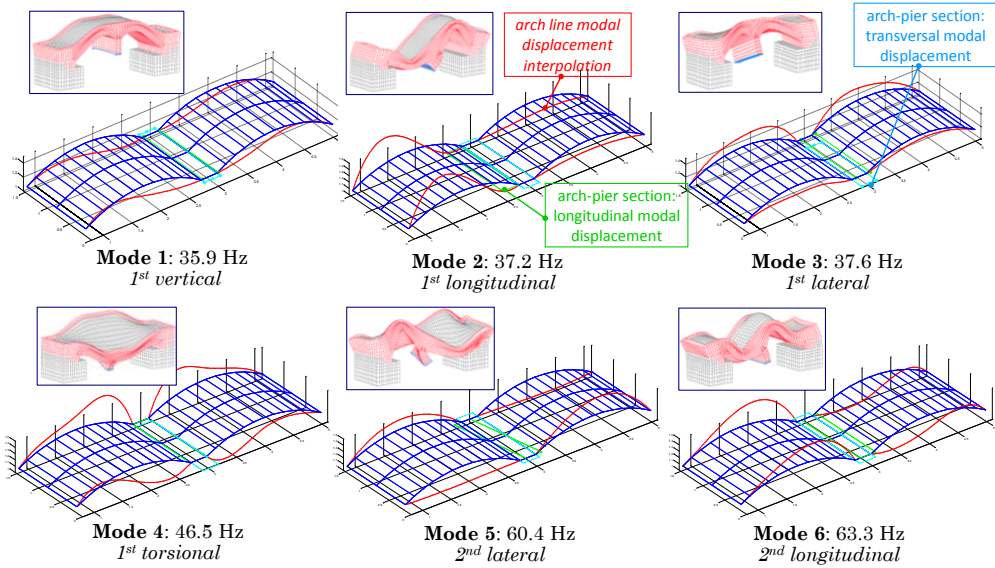 arch line modal
displacement
interpolation
arch-pier section:
transversal modal
displacement
arch-pier section:
longitudinal modal
displacement
Mode 1: 35.9 Hz
1st vertical
Mode 2: 37.2 Hz
1st longitudinal
Mode 3: 37.6 Hz
1st lateral
Mode 4: 46.5 Hz
1st torsional
Mode 5: 60.4 Hz
2nd lateral
Mode 6: 63.3 Hz
2nd longitudinal